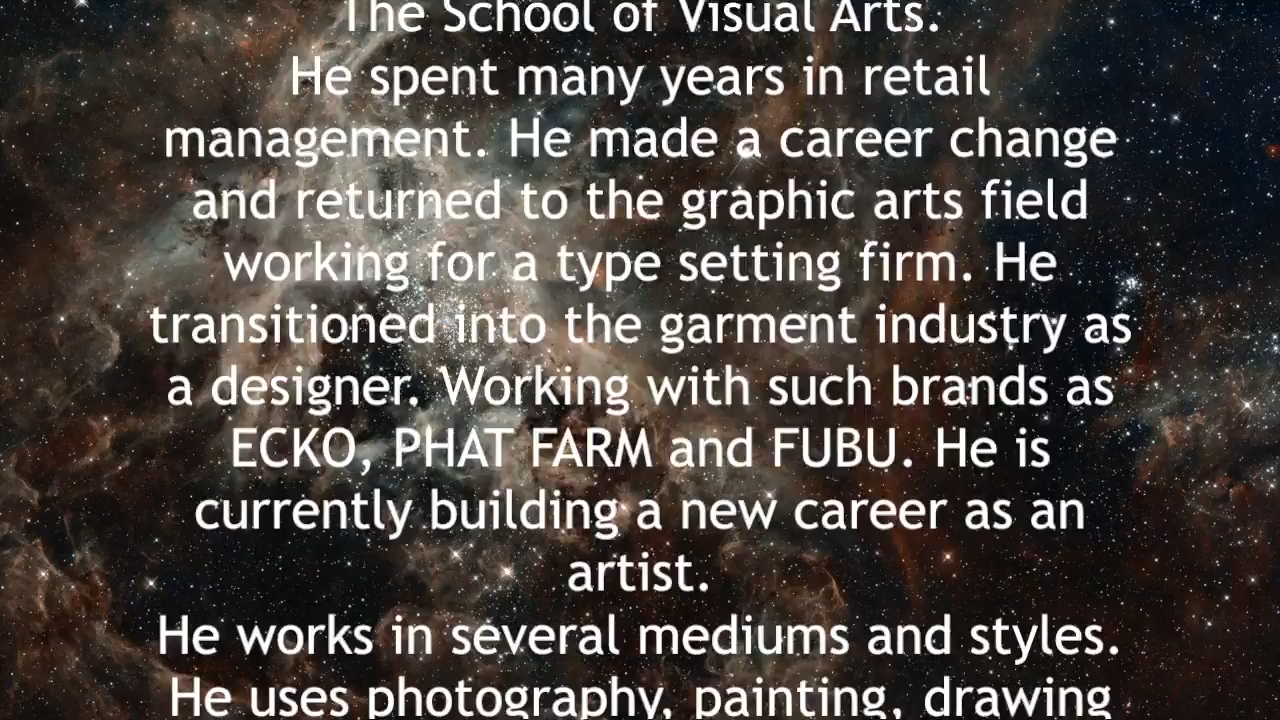 The School of Visual Arts.
He spent many years in retail
management. He made a career change
and returned to the graphic arts field
working for a type setting firm. He
transitioned into the garment industry as
a designer. Working with such brands as
ECKO, PHAT FARM and FUBU. He is
currently building a new career as an
artist.
He works in several mediums and styles.
He uses photography, painting, drawing